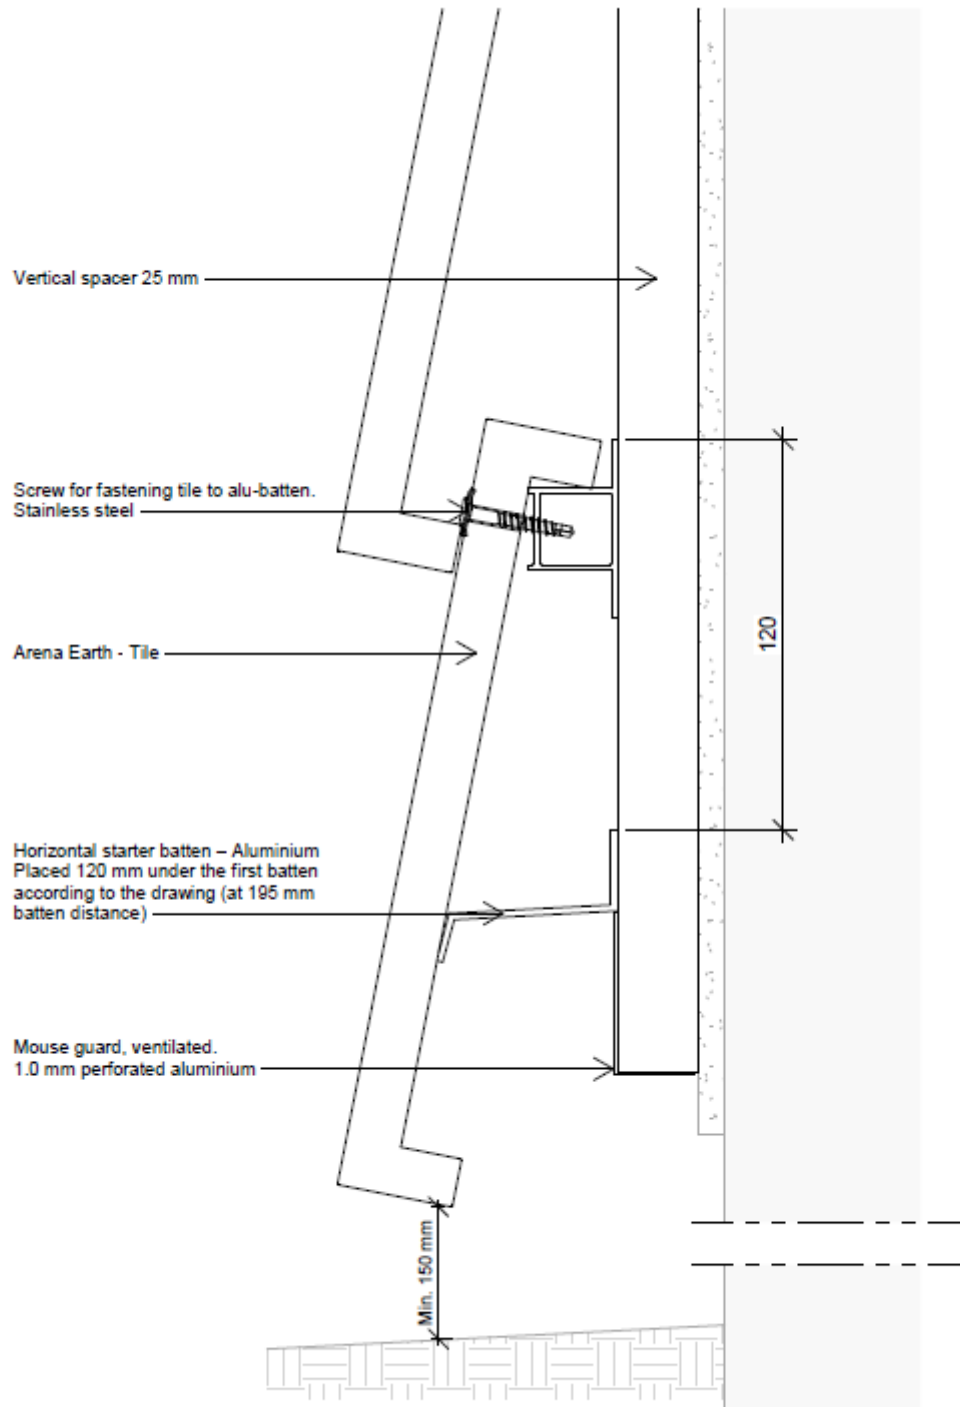 Vertical spacer 25 mm
Screw for fastening tile to alu-batten.
Stainless steel
Arena Earth - Tile
120
Horizontal starter batten – Aluminium
Placed 120 mm under the first batten
according to the drawing (at 195 mm
batten distance)
Mouse guard, ventilated.
1.0 mm perforated aluminium
Min. 150 mm